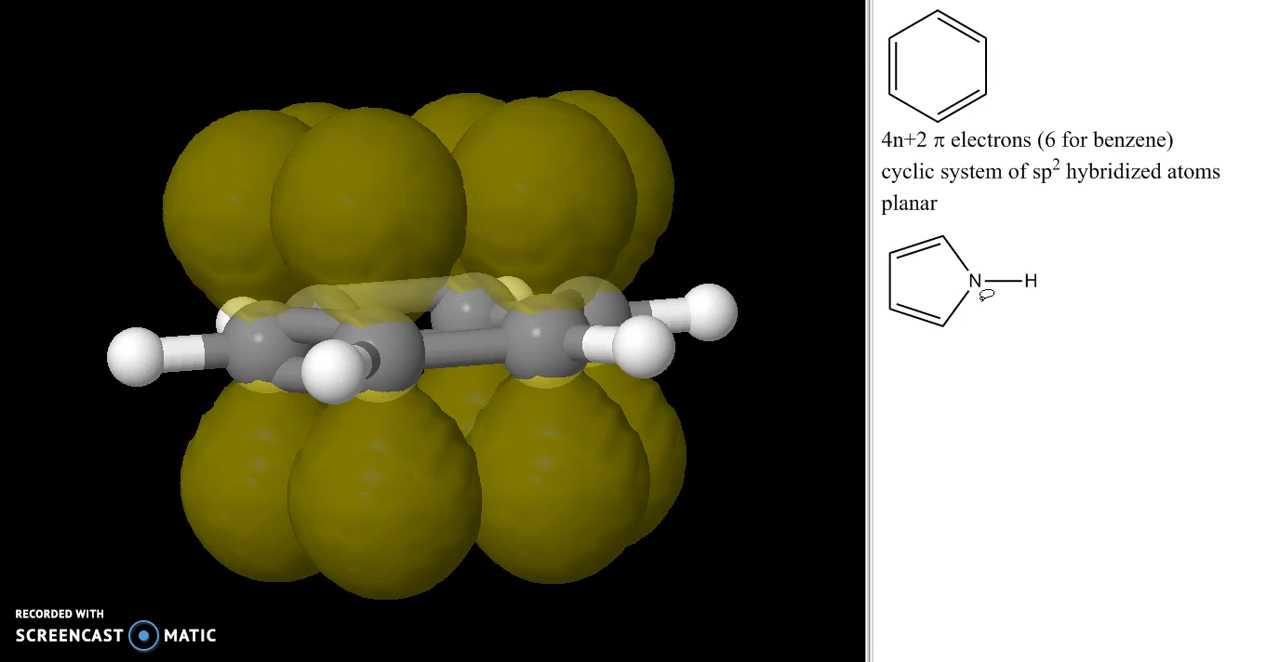 4n+2 π electrons (6 for benzene)
cyclic system of sp² hybridized atoms
planar
N H
RECORDED WITH
SCREENCAST MATIC